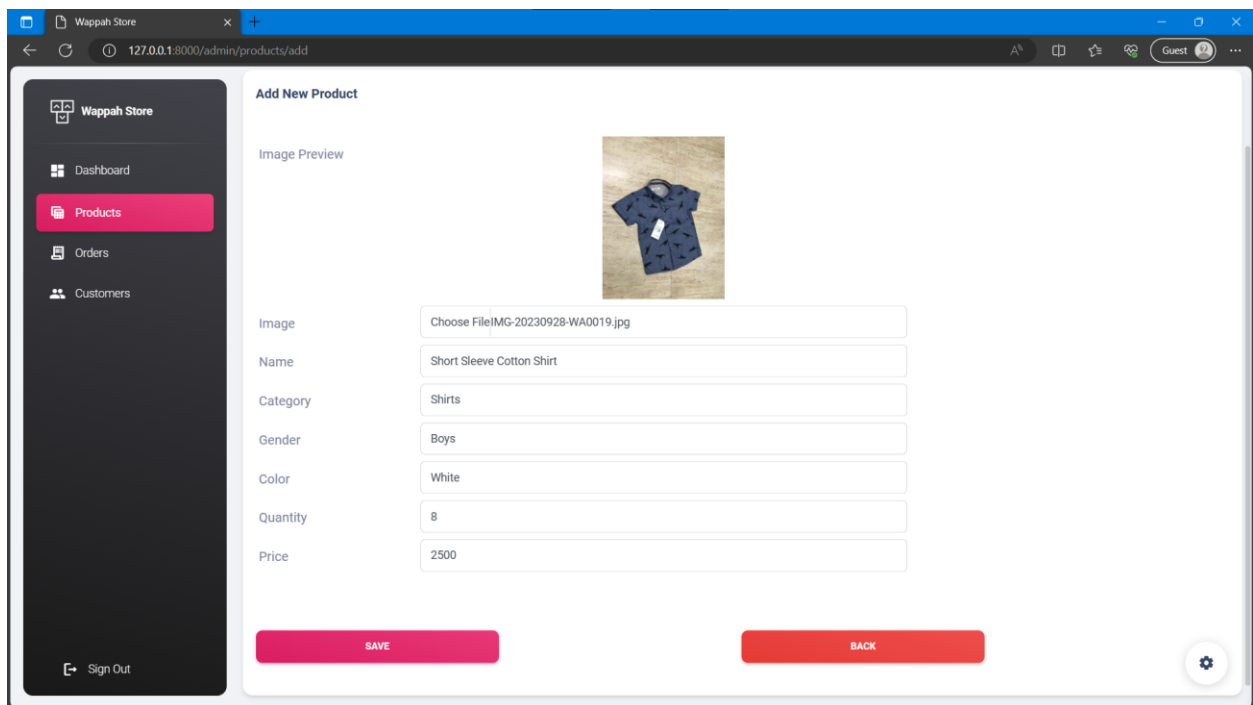 Wappah Store
127.0.0.1:8000/admin/products/add
Guest
Wappah Store
Dashboard
Products
Orders
Customers
Sign Out
Add New Product
Image Preview
Image
Choose File IMG-20230928-WA0019.jpg
Name
Short Sleeve Cotton Shirt
Category
Shirts
Gender
Boys
Color
White
Quantity
8
Price
2500
SAVE
BACK